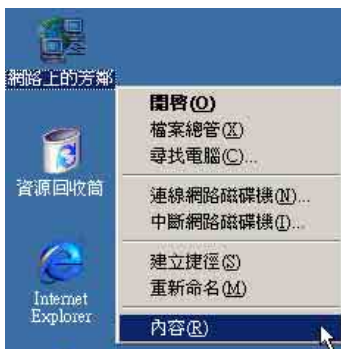 網路上的芳鄰
資源回收筒
Internet
Explorer
開啓(O)
檔案總管(X)
尋找電腦(C)...
連線網路磁碟機(N)...
中斷網路磁碟機(I)...
建立捷徑(S)
重新命名(M)
內容(R)